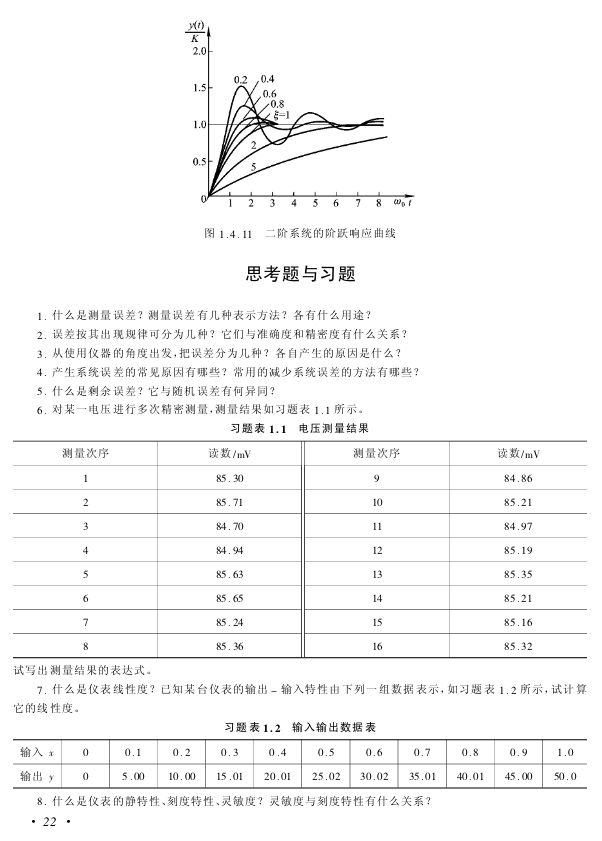 y(t)
K
2.0
1.5
1.0
0.5
0
0.2
0.4
0.6
0.8
ξ=1
2
5
1 2 3 4 5 6 7 8 ω₀ t
图 1.4.11 二阶系统的阶跃响应曲线
思考题与习题
1. 什么是测量误差？测量误差有几种表示方法？各有什么用途？
2. 误差按其出现规律可分为几种？它们与准确度和精密度有什么关系？
3. 从使用仪器的角度出发,把误差分为几种？各自产生的原因是什么？
4. 产生系统误差的常见原因有哪些？常用的减少系统误差的方法有哪些？
5. 什么是剩余误差？它与随机误差有何异同？
6. 对某一电压进行多次精密测量,测量结果如习题表 1.1 所示。
习题表 1.1 电压测量结果
测量次序 读数/mV 测量次序 读数/mV
1 85.30 9 84.86
2 85.71 10 85.21
3 84.70 11 84.97
4 84.94 12 85.19
5 85.63 13 85.35
6 85.65 14 85.21
7 85.24 15 85.16
8 85.36 16 85.32
试写出测量结果的表达式。
7. 什么是仪表线性度？已知某台仪表的输出－输入特性由下列一组数据表示,如习题表 1.2 所示,试计算
它的线性度。
习题表 1.2 输入输出数据表
输入 x 0 0.1 0.2 0.3 0.4 0.5 0.6 0.7 0.8 0.9 1.0
输出 y 0 5.00 10.00 15.01 20.01 25.02 30.02 35.01 40.01 45.00 50.0
8. 什么是仪表的静特性、刻度特性、灵敏度？灵敏度与刻度特性有什么关系？
· 22 ·